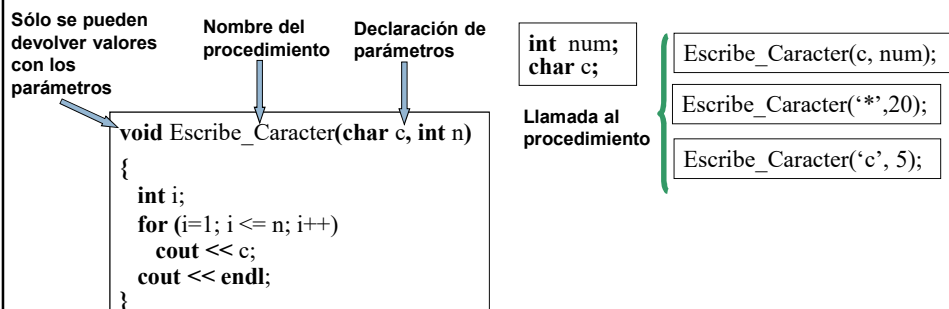 Sólo se pueden
devolver valores
con los
parámetros
Nombre del
procedimiento
Declaración de
parámetros
void Escribe_Caracter(char c, int n)
{
int i;
for (i=1; i <= n; i++)
cout << c;
cout << endl;
}
int num;
char c;
Llamada al
procedimiento
Escribe_Caracter(c, num);
Escribe_Caracter(‘*’,20);
Escribe_Caracter(‘c’, 5);